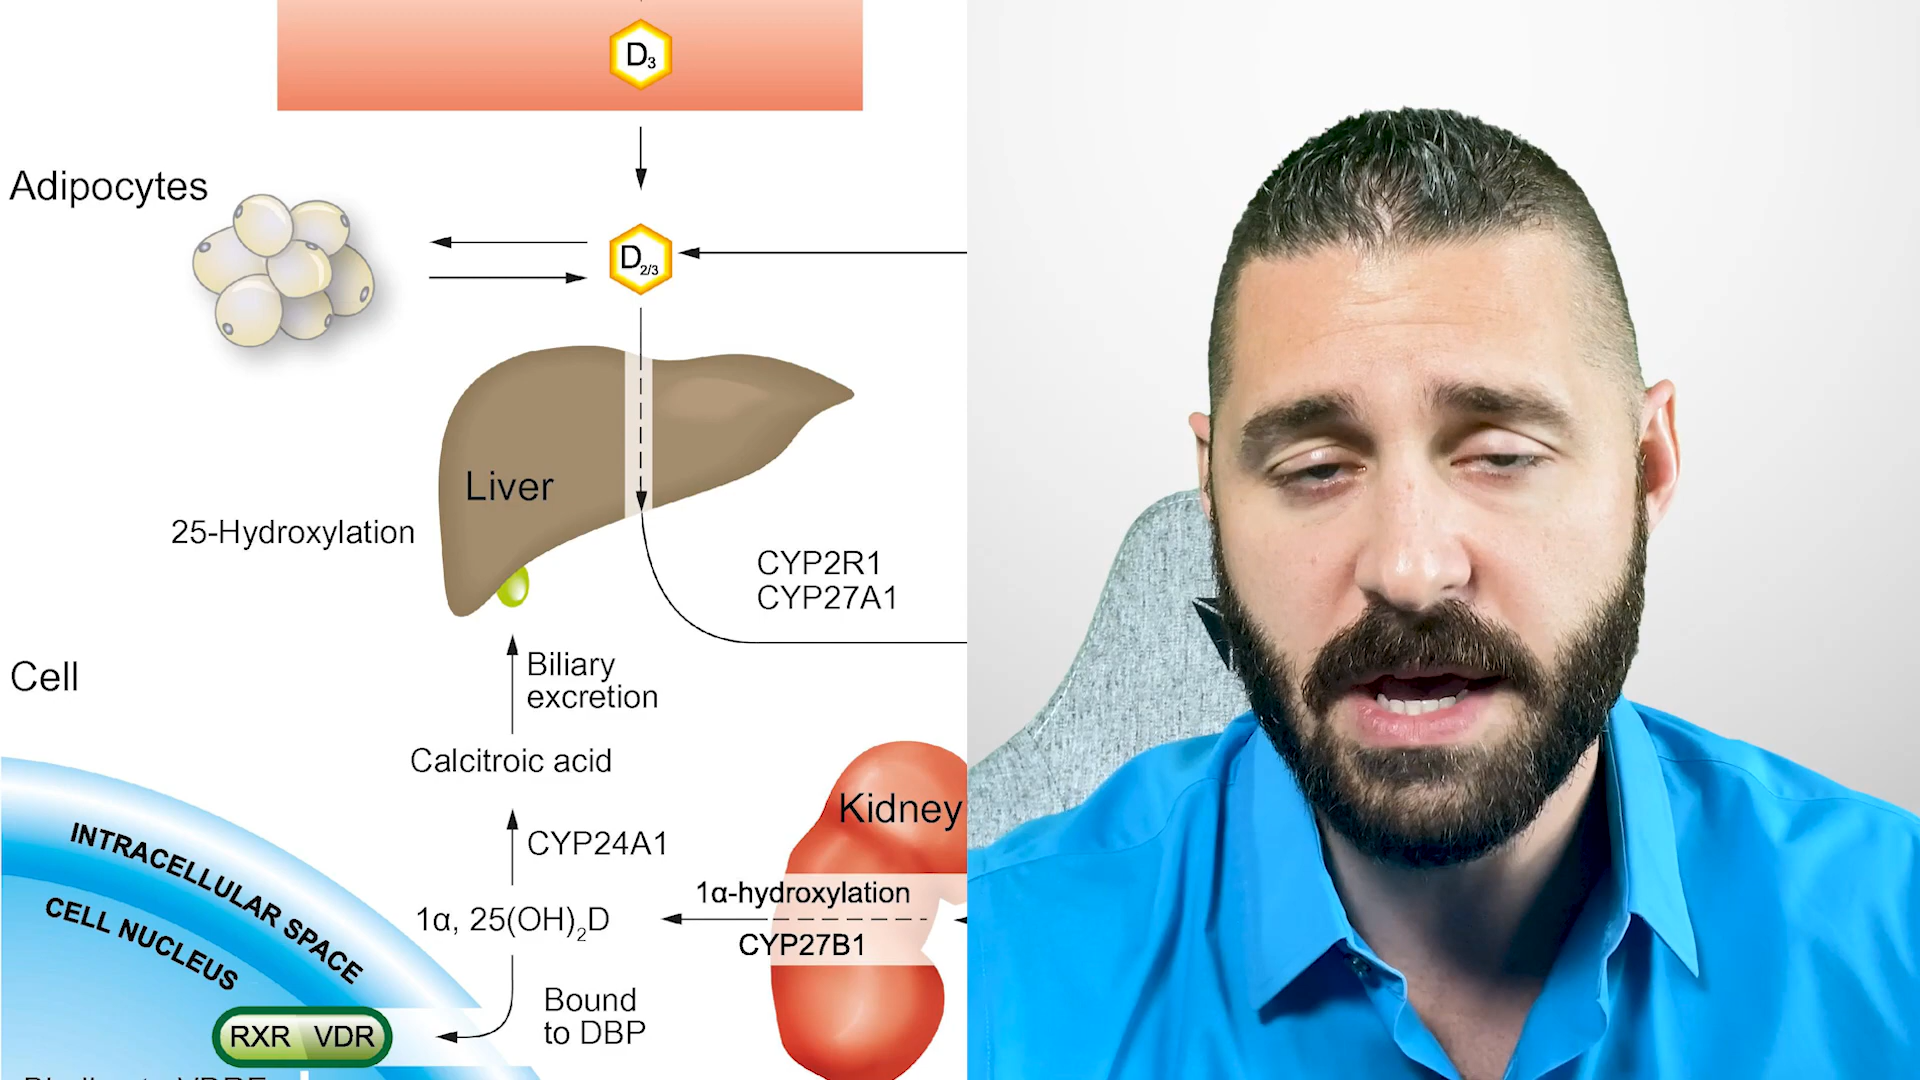 D3
Adipocytes
D2/3
Liver
25-Hydroxylation
CYP2R1
CYP27A1
Biliary
excretion
Cell
Calcitroic acid
Kidney
CYP24A1
INTRACELLULAR SPACE
CELL NUCLEUS
1α-hydroxylation
1α, 25(OH)2D
CYP27B1
Bound
to DBP
RXR VDR